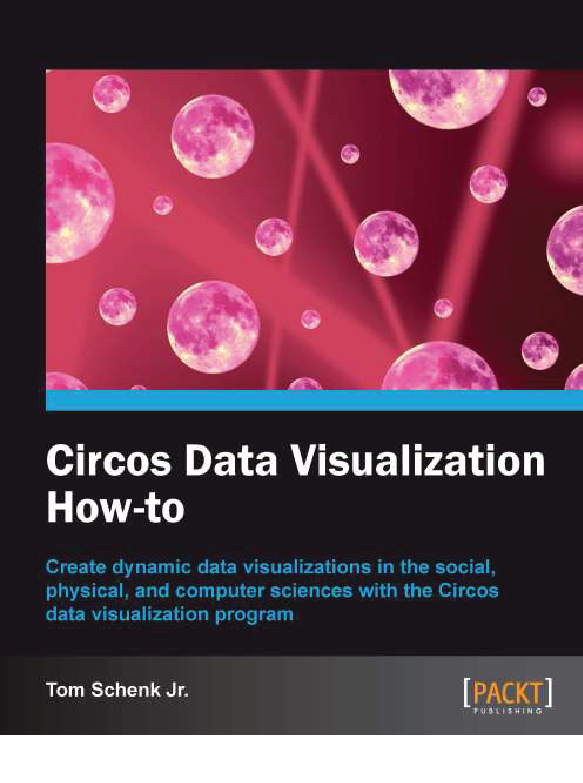 Circos Data Visualization
How-to
Create dynamic data visualizations in the social,
physical, and computer sciences with the Circos
data visualization program
Tom Schenk Jr.
[PACKT]
PUBLISHING